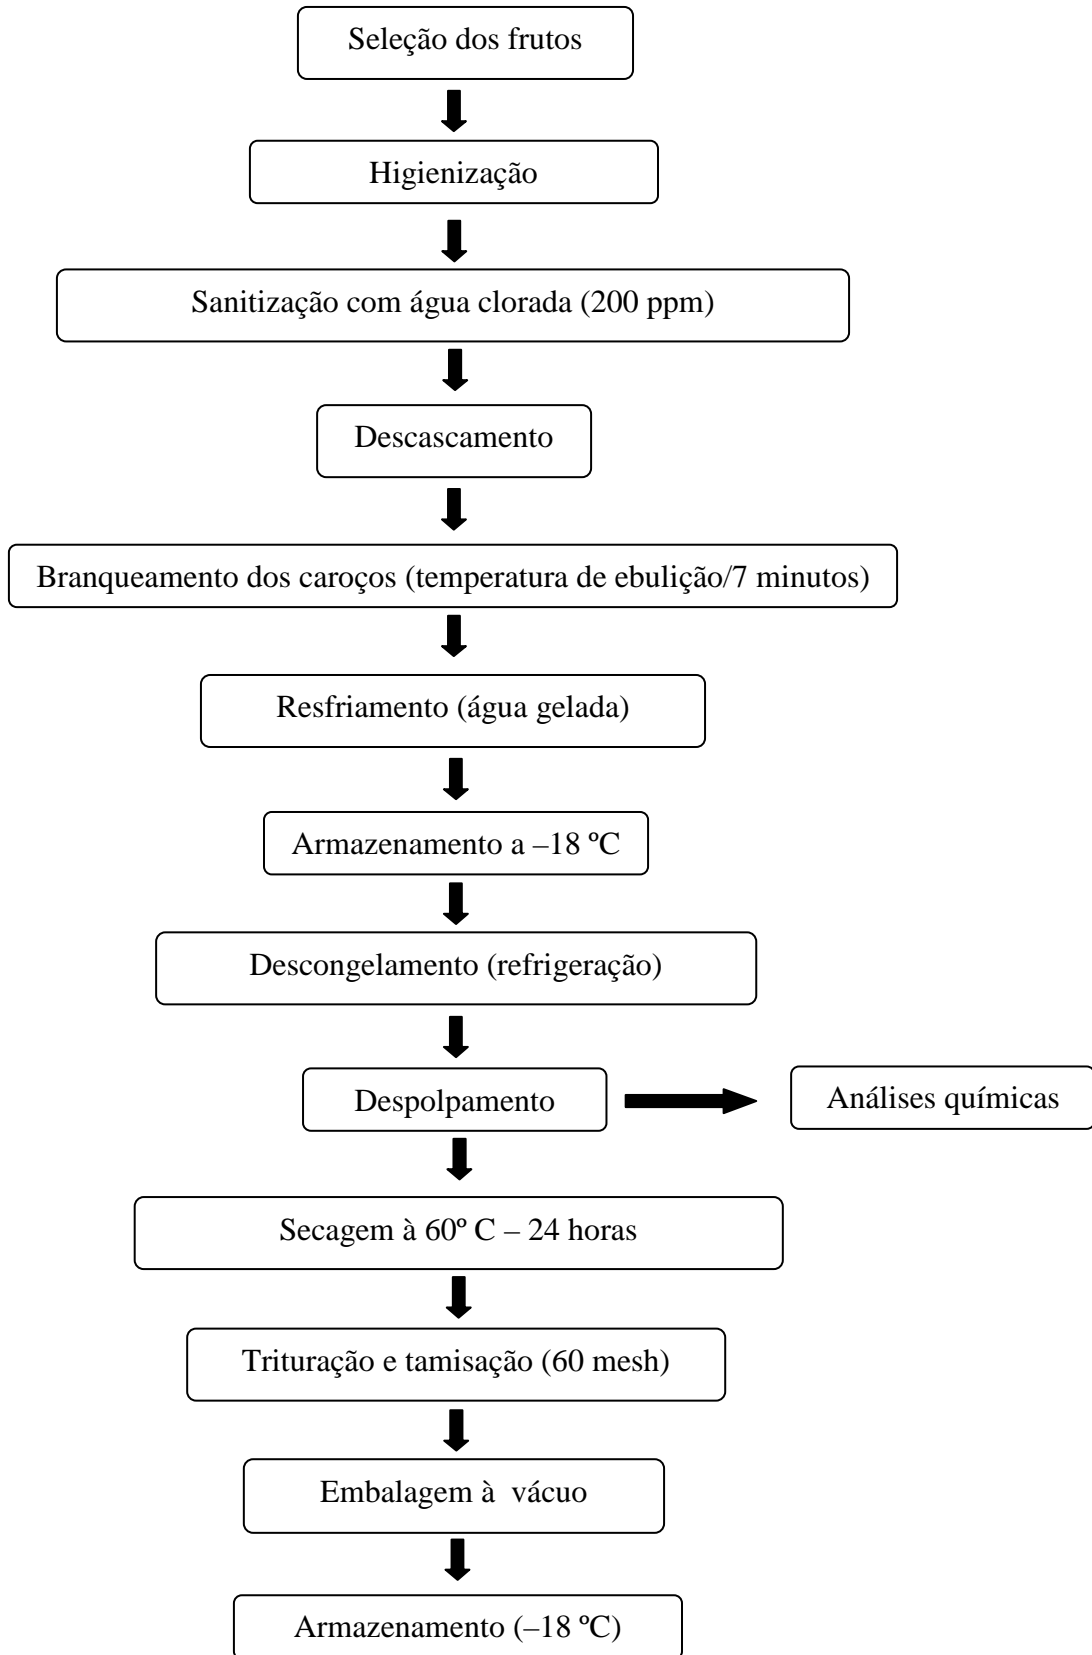 Seleção dos frutos
Higienização
Sanitização com água clorada (200 ppm)
Descascamento
Branqueamento dos caroços (temperatura de ebulição/7 minutos)
Resfriamento (água gelada)
Armazenamento a –18 ºC
Descongelamento (refrigeração)
Despolpamento
Análises químicas
Secagem à 60º C – 24 horas
Trituração e tamisação (60 mesh)
Embalagem à  vácuo
Armazenamento (–18 ºC)